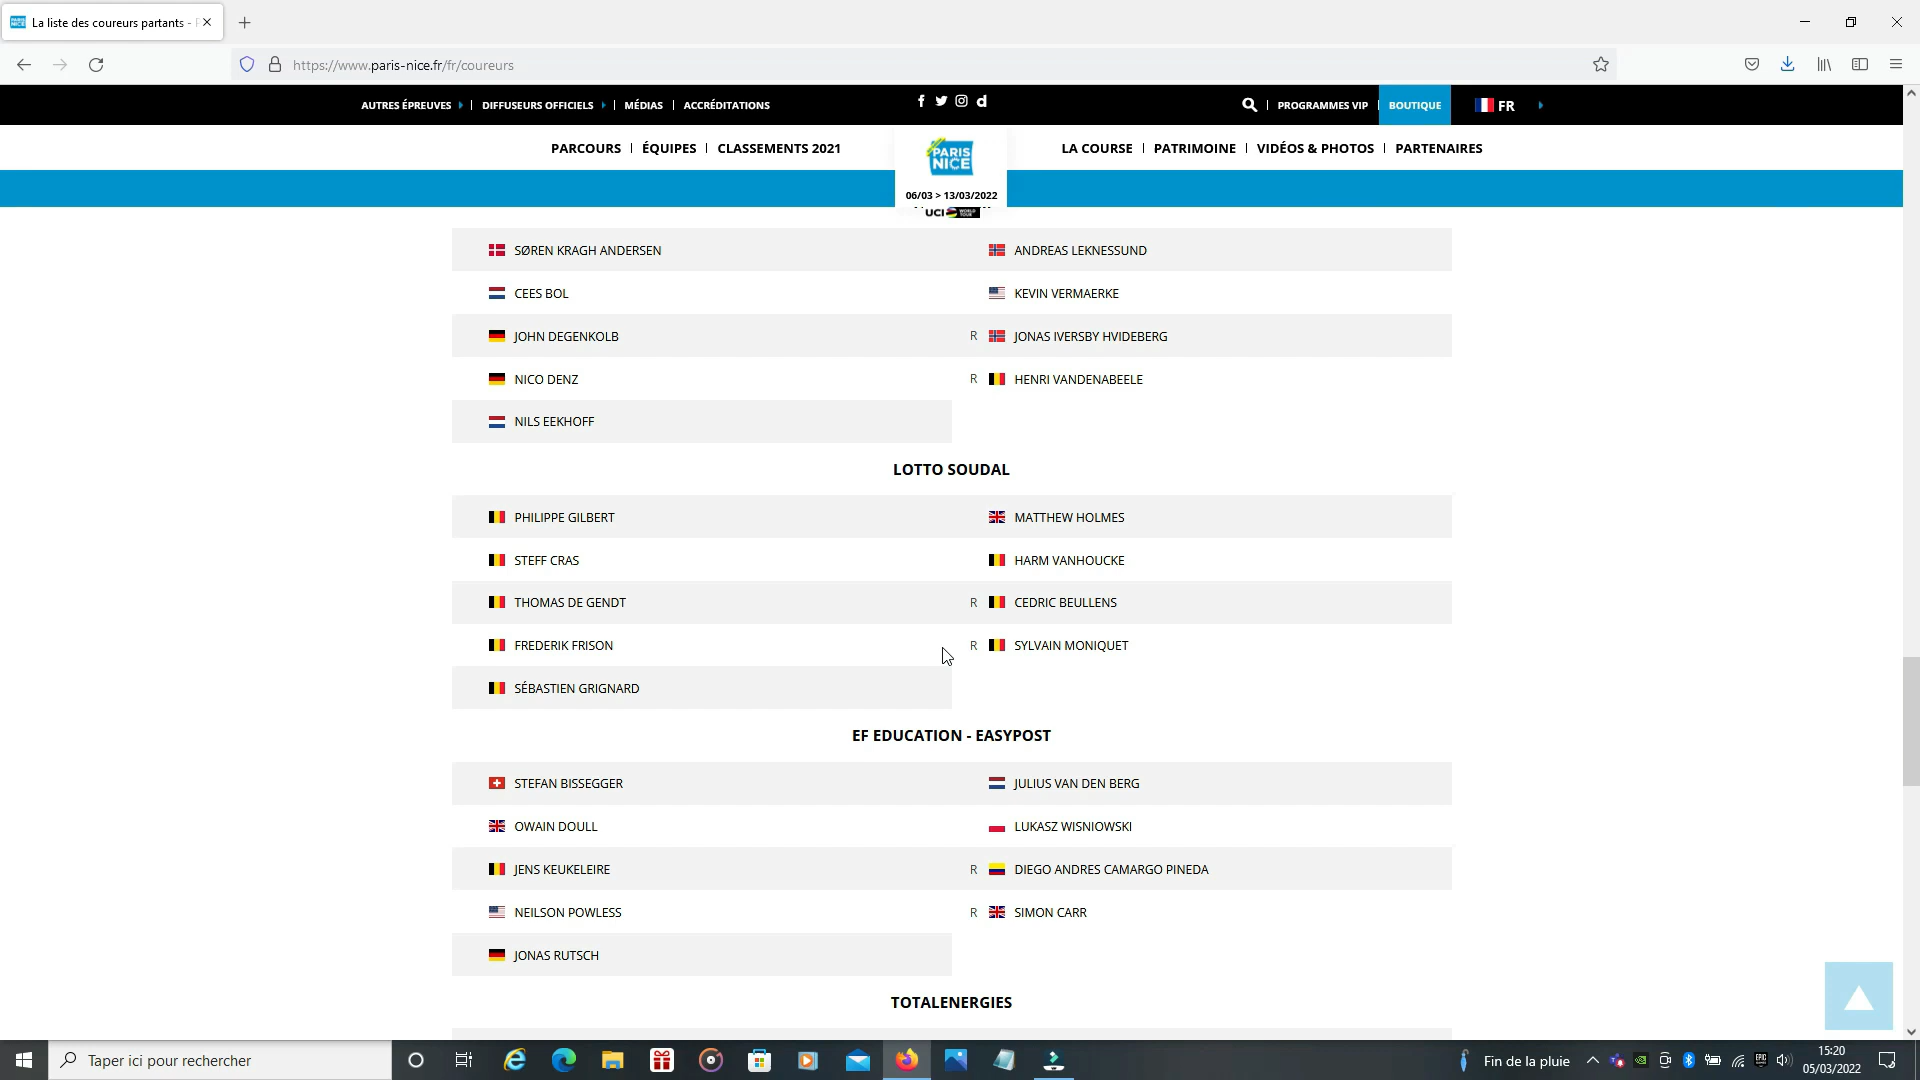 La liste des coureurs partants -
https://www.paris-nice.fr/fr/coureurs
AUTRES ÉPREUVES
DIFFUSEURS OFFICIELS
MÉDIAS
ACCRÉDITATIONS
PROGRAMMES VIP
BOUTIQUE
FR
PARCOURS
ÉQUIPES
CLASSEMENTS 2021
PARIS
NICE
LA COURSE
PATRIMOINE
VIDÉOS & PHOTOS
PARTENAIRES
06/03 > 13/03/2022
UCI WORLD TOUR
SØREN KRAGH ANDERSEN
ANDREAS LEKNESSUND
CEES BOL
KEVIN VERMAERKE
JOHN DEGENKOLB
R JONAS IVERSBY HVIDEBERG
NICO DENZ
R HENRI VANDENABEELE
NILS EEKHOFF
LOTTO SOUDAL
PHILIPPE GILBERT
MATTHEW HOLMES
STEFF CRAS
HARM VANHOUCKE
THOMAS DE GENDT
R CEDRIC BEULLENS
FREDERIK FRISON
R SYLVAIN MONIQUET
SÉBASTIEN GRIGNARD
EF EDUCATION - EASYPOST
STEFAN BISSEGGER
JULIUS VAN DEN BERG
OWAIN DOULL
LUKASZ WISNIOWSKI
JENS KEUKELEIRE
R DIEGO ANDRES CAMARGO PINEDA
NEILSON POWLESS
R SIMON CARR
JONAS RUTSCH
TOTALENERGIES
Taper ici pour rechercher
Fin de la pluie
15:20
05/03/2022